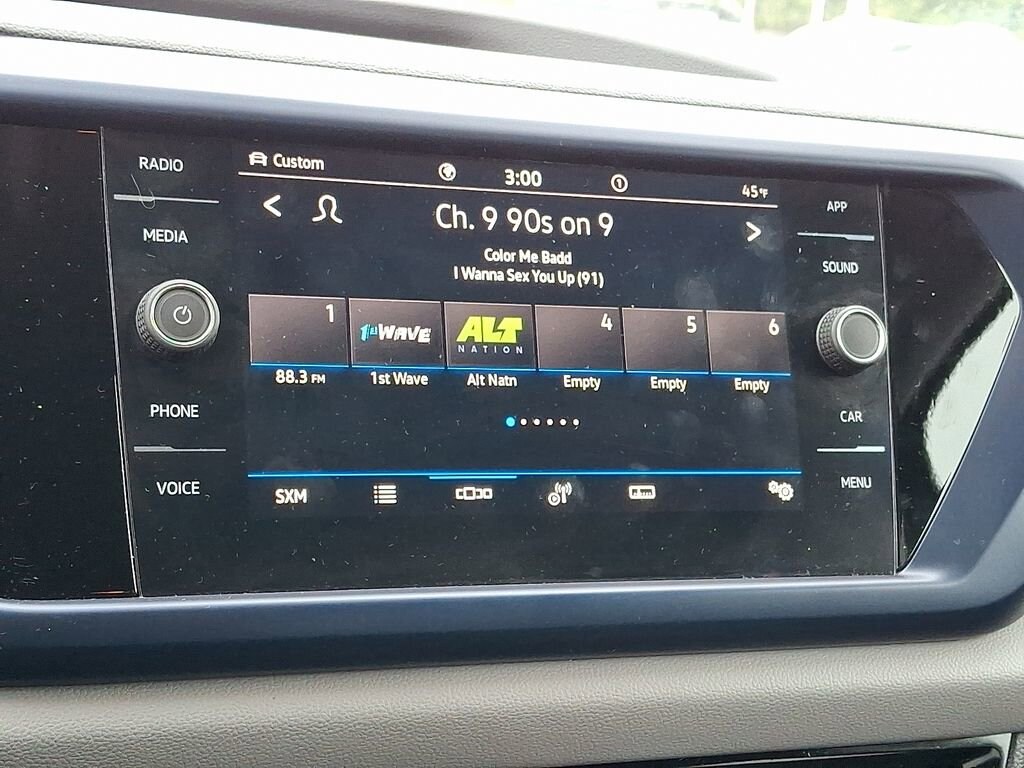 RADIO
MEDIA
PHONE
VOICE
Custom
3:00
1
45°F
Ch. 9 90s on 9
Color Me Badd
I Wanna Sex You Up (91)
1
1st WAVE
ALT
NATION
4
5
6
88.3 FM
1st Wave
Alt Natn
Empty
Empty
Empty
SXM
APP
SOUND
CAR
MENU